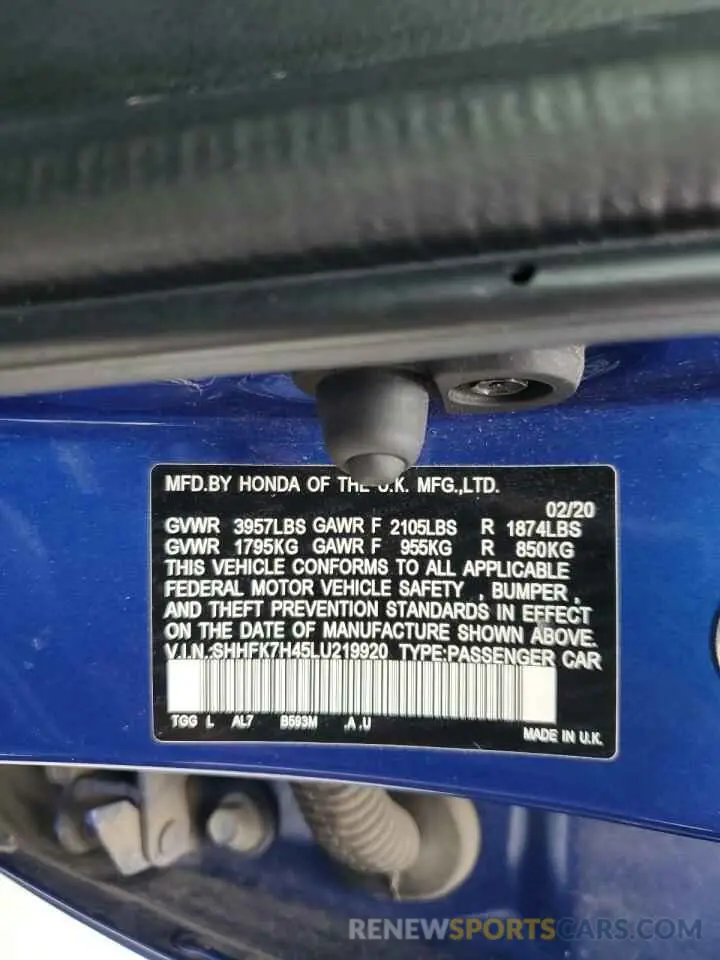 MFD.BY HONDA OF THE U.K. MFG.,LTD.
02/20
GVWR 3957LBS GAWR F 2105LBS R 1874LBS
GVWR 1795KG GAWR F 955KG R 850KG
THIS VEHICLE CONFORMS TO ALL APPLICABLE
FEDERAL MOTOR VEHICLE SAFETY , BUMPER ,
AND THEFT PREVENTION STANDARDS IN EFFECT
ON THE DATE OF MANUFACTURE SHOWN ABOVE.
V.I.N.:SHHFK7H45LU219920 TYPE:PASSENGER CAR
TGG L AL7 B593M .A .U
MADE IN U.K.
RENEWSPORTSCARS.COM